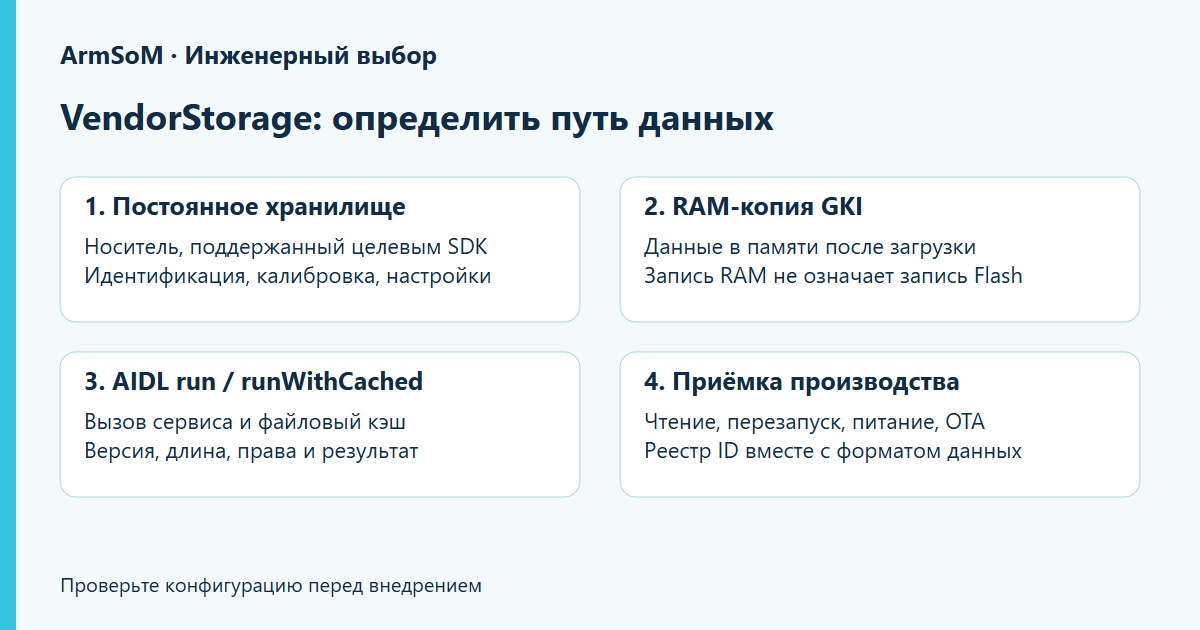 ArmSoM · Инженерный выбор
VendorStorage: определить путь данных
1. Постоянное хранилище
Носитель, поддержанный целевым SDK
Идентификация, калибровка, настройки
2. RAM-копия GKI
Данные в памяти после загрузки
Запись RAM не означает запись Flash
3. AIDL run / runWithCached
Вызов сервиса и файловый кэш
Версия, длина, права и результат
4. Приёмка производства
Чтение, перезапуск, питание, OTA
Реестр ID вместе с форматом данных
Проверьте конфигурацию перед внедрением